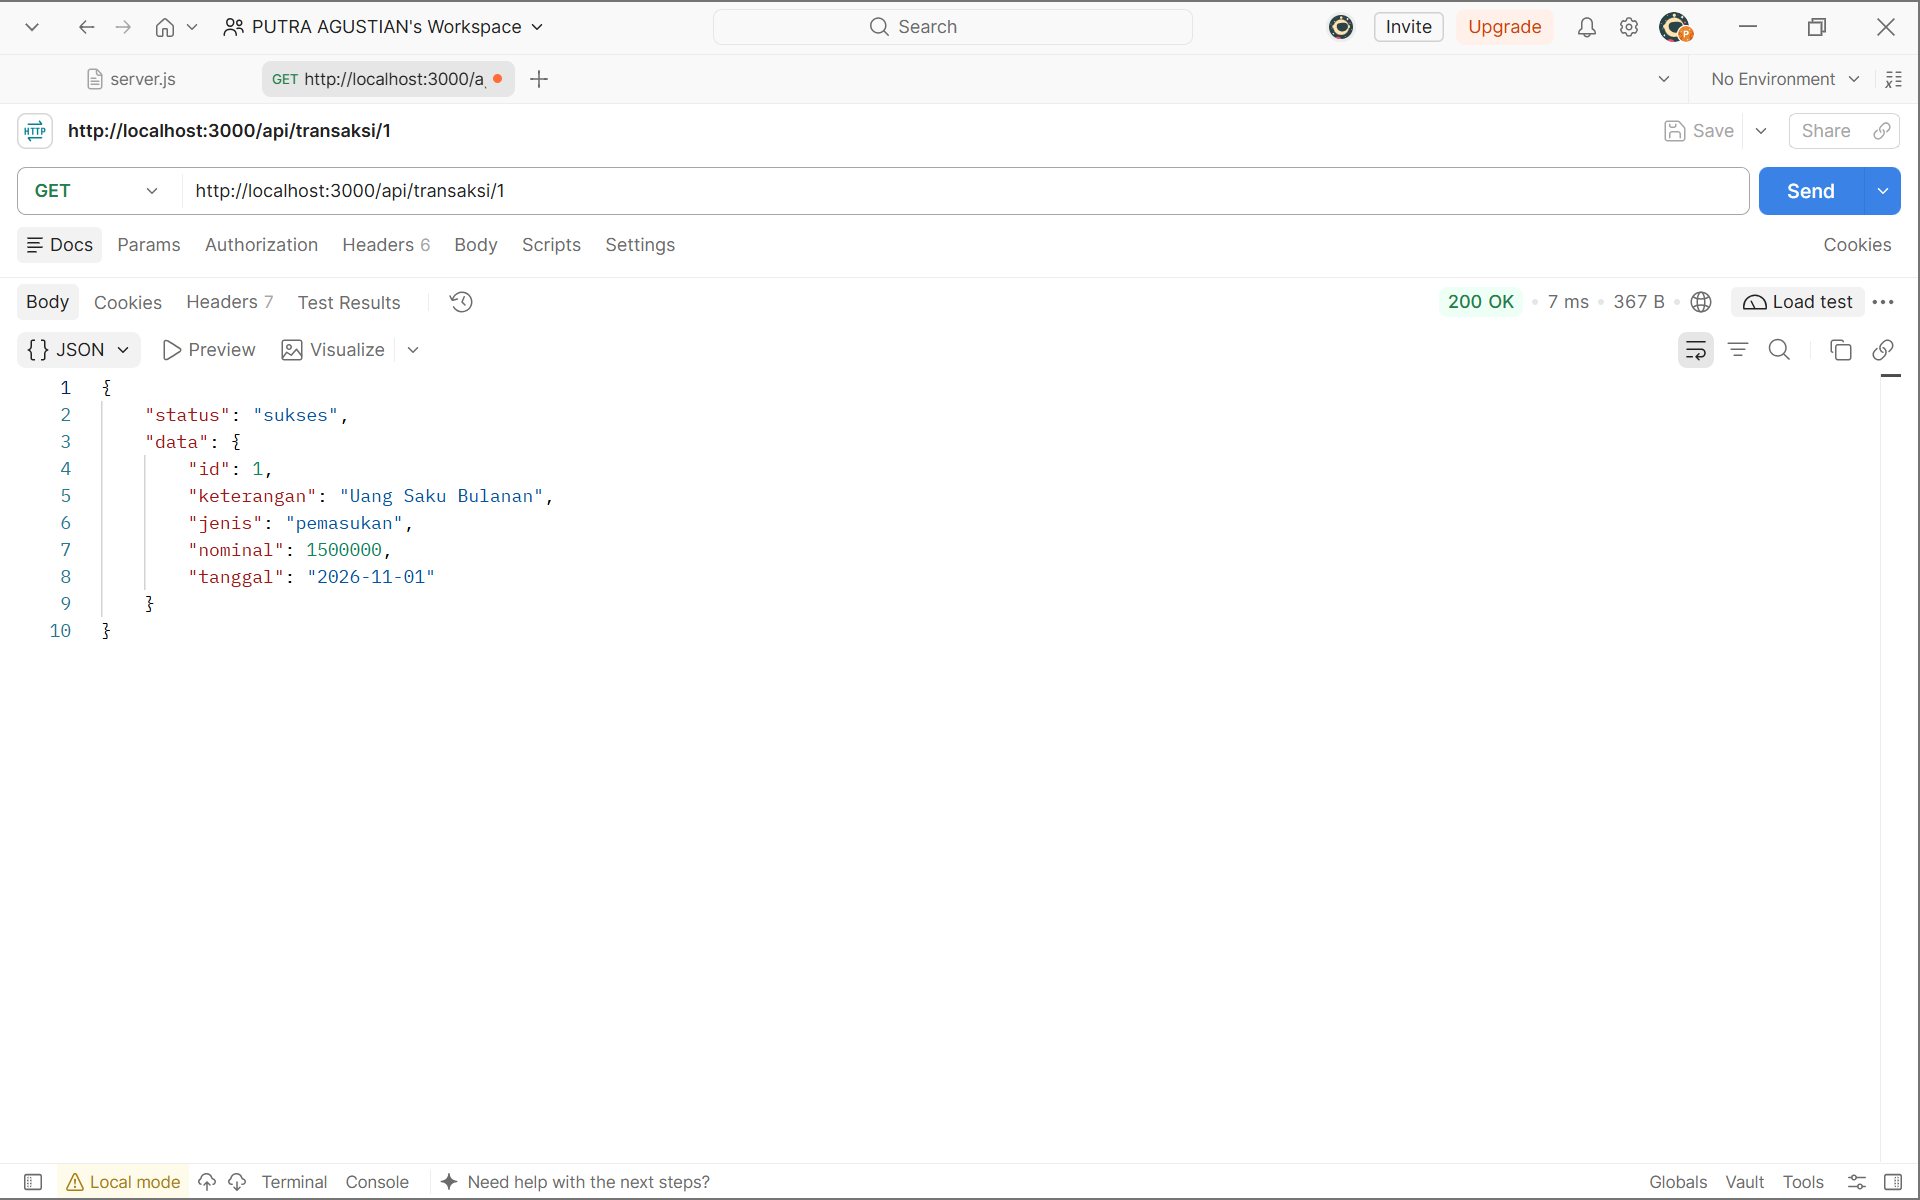 PUTRA AGUSTIAN's Workspace
Search
Invite
Upgrade
P
server.js
GET http://localhost:3000/a
No Environment
HTTP
http://localhost:3000/api/transaksi/1
Save
Share
GET
http://localhost:3000/api/transaksi/1
Send
Docs Params Authorization Headers 6 Body Scripts Settings Cookies
Body Cookies Headers 7 Test Results 200 OK 7 ms 367 B Load test
{} JSON Preview Visualize
1 {
2 "status": "sukses",
3 "data": {
4 "id": 1,
5 "keterangan": "Uang Saku Bulanan",
6 "jenis": "pemasukan",
7 "nominal": 1500000,
8 "tanggal": "2026-11-01"
9 }
10 }
Local mode Terminal Console Need help with the next steps? Globals Vault Tools